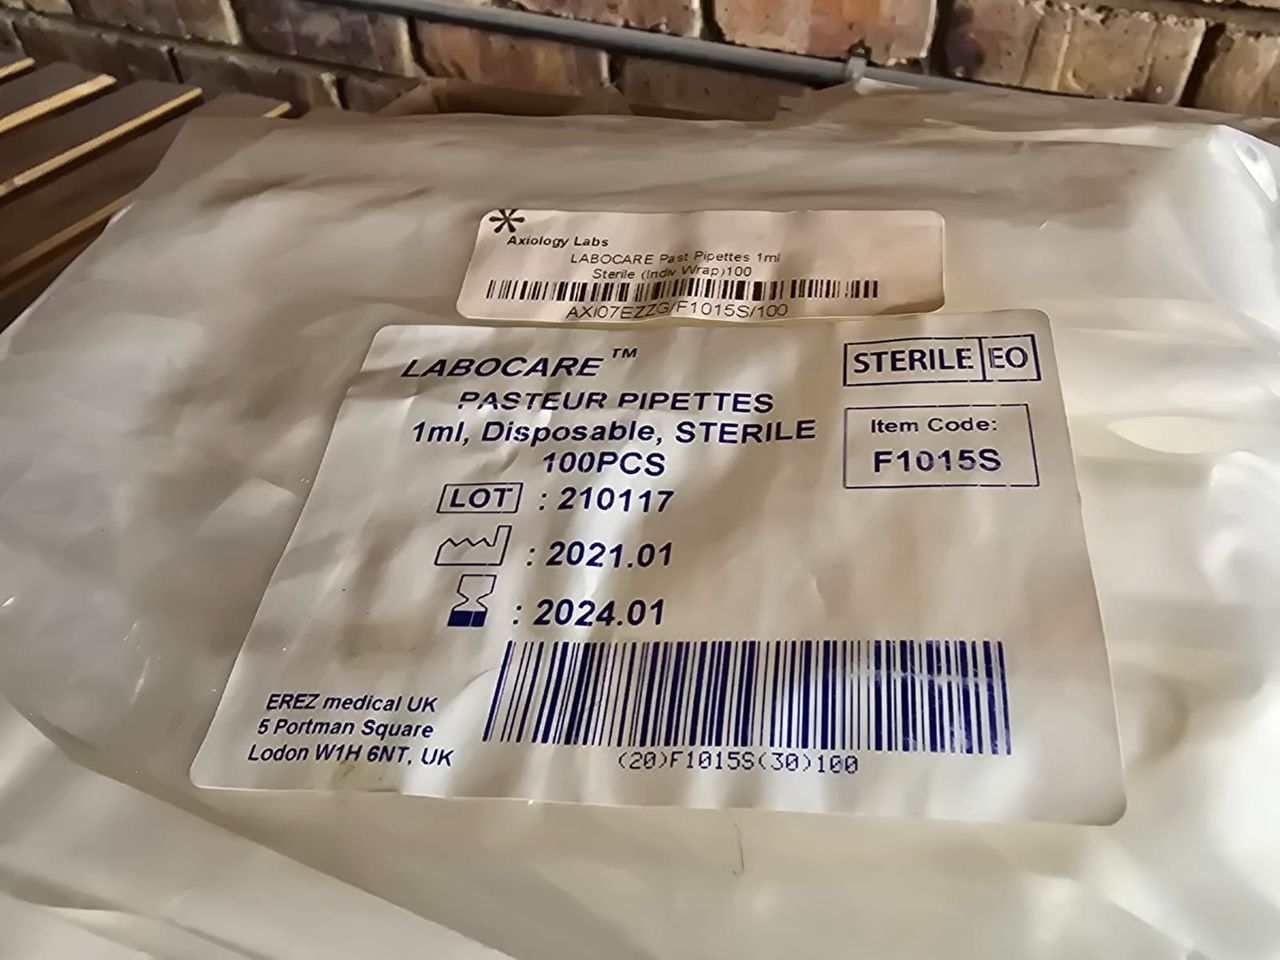 Axiology Labs
LABOCARE Past Pipettes 1ml
Sterile (Indiv Wrap)100
AXI07EZZG/F1015S/100
LABOCARE™
PASTEUR PIPETTES
1ml, Disposable, STERILE
100PCS
STERILE EO
Item Code:
F1015S
LOT : 210117
: 2021.01
: 2024.01
EREZ medical UK
5 Portman Square
Lodon W1H 6NT, UK
(20)F1015S(30)100